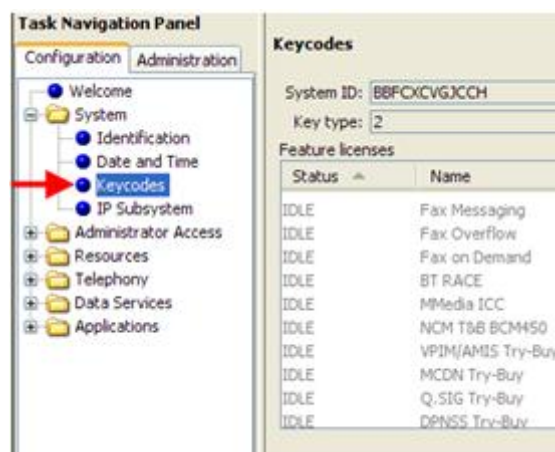 Task Navigation Panel
Configuration
Administration
Welcome
System
Identification
Date and Time
Keycodes
IP Subsystem
Administrator Access
Resources
Telephony
Data Services
Applications
Keycodes
System ID: BBFCXCVGJCCH
Key type: 2
Feature licenses
Status Name
IDLE Fax Messaging
IDLE Fax Overflow
IDLE Fax on Demand
IDLE BT RACE
IDLE MMedia ICC
IDLE NCM T&B BCM450
IDLE VPIM/AMIS Try-Buy
IDLE MCDN Try-Buy
IDLE Q.SIG Try-Buy
IDLE DPNSS Try-Buy